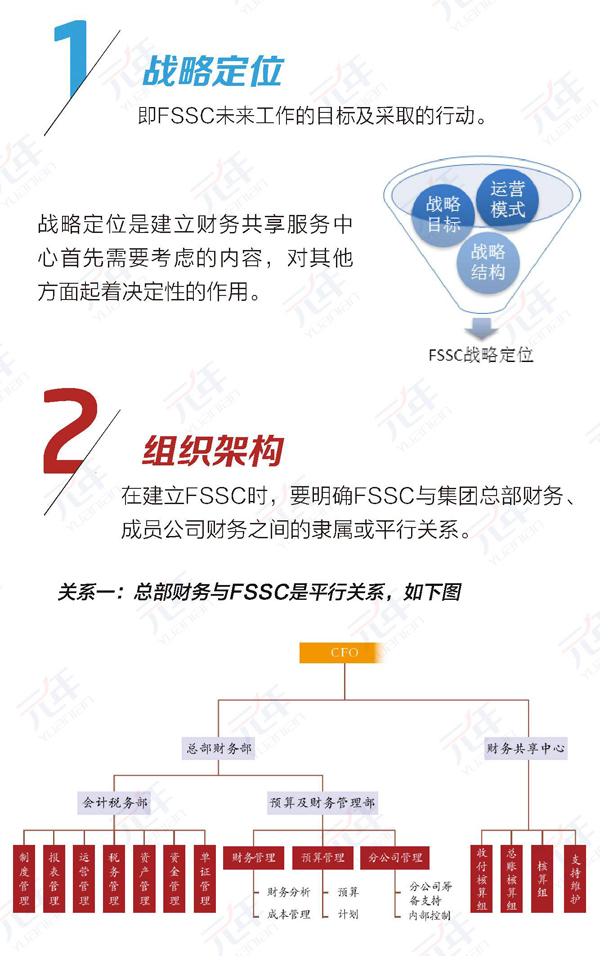 1
战略定位
即FSSC未来工作的目标及采取的行动。
战略定位是建立财务共享服务中
心首先需要考虑的内容，对其他
方面起着决定性的作用。
战略
目标
运营
模式
战略
结构
FSSC战略定位
2
组织架构
在建立FSSC时，要明确FSSC与集团总部财务、
成员公司财务之间的隶属或平行关系。
关系一：总部财务与FSSC是平行关系，如下图
CFO
总部财务部
财务共享中心
会计税务部
预算及财务管理部
制度管理
报表管理
运营管理
税务管理
资产管理
资金管理
单证管理
财务管理
预算管理
分公司管理
财务分析
成本管理
预算
计划
分公司筹
备支持
内部控制
收付核算组
总账核算组
核算组
支持维护
元年
Yuanian